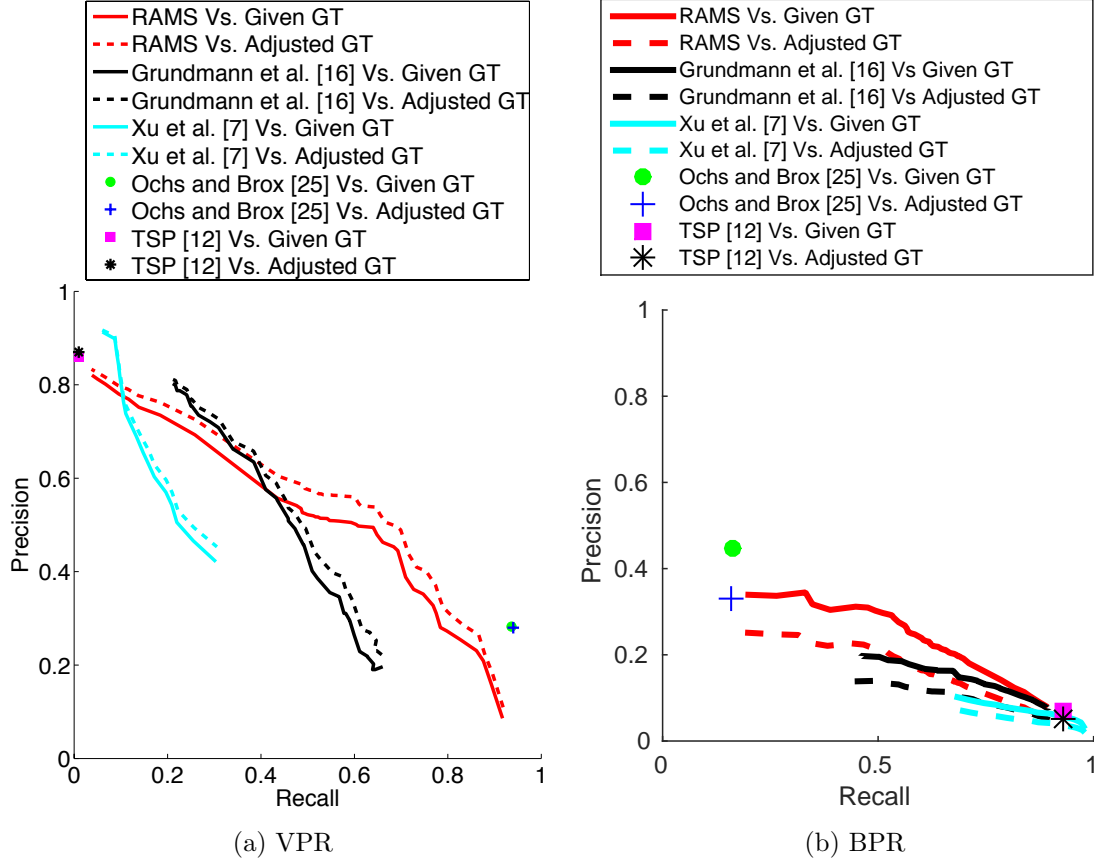 RAMS Vs. Given GT
RAMS Vs. Adjusted GT
Grundmann et al. [16] Vs. Given GT
Grundmann et al. [16] Vs. Adjusted GT
Xu et al. [7] Vs. Given GT
Xu et al. [7] Vs. Adjusted GT
Ochs and Brox [25] Vs. Given GT
Ochs and Brox [25] Vs. Adjusted GT
TSP [12] Vs. Given GT
TSP [12] Vs. Adjusted GT
1
0.8
0.6
0.4
0.2
0
Precision
0 0.2 0.4 0.6 0.8 1
Recall
(a) VPR
RAMS Vs. Given GT
RAMS Vs. Adjusted GT
Grundmann et al. [16] Vs Given GT
Grundmann et al. [16] Vs Adjusted GT
Xu et al. [7] Vs. Given GT
Xu et al. [7] Vs. Adjusted GT
Ochs and Brox [25] Vs. Given GT
Ochs and Brox [25] Vs. Adjusted GT
TSP [12] Vs. Given GT
TSP [12] Vs. Adjusted GT
1
0.8
0.6
0.4
0.2
0
Precision
0 0.5 1
Recall
(b) BPR